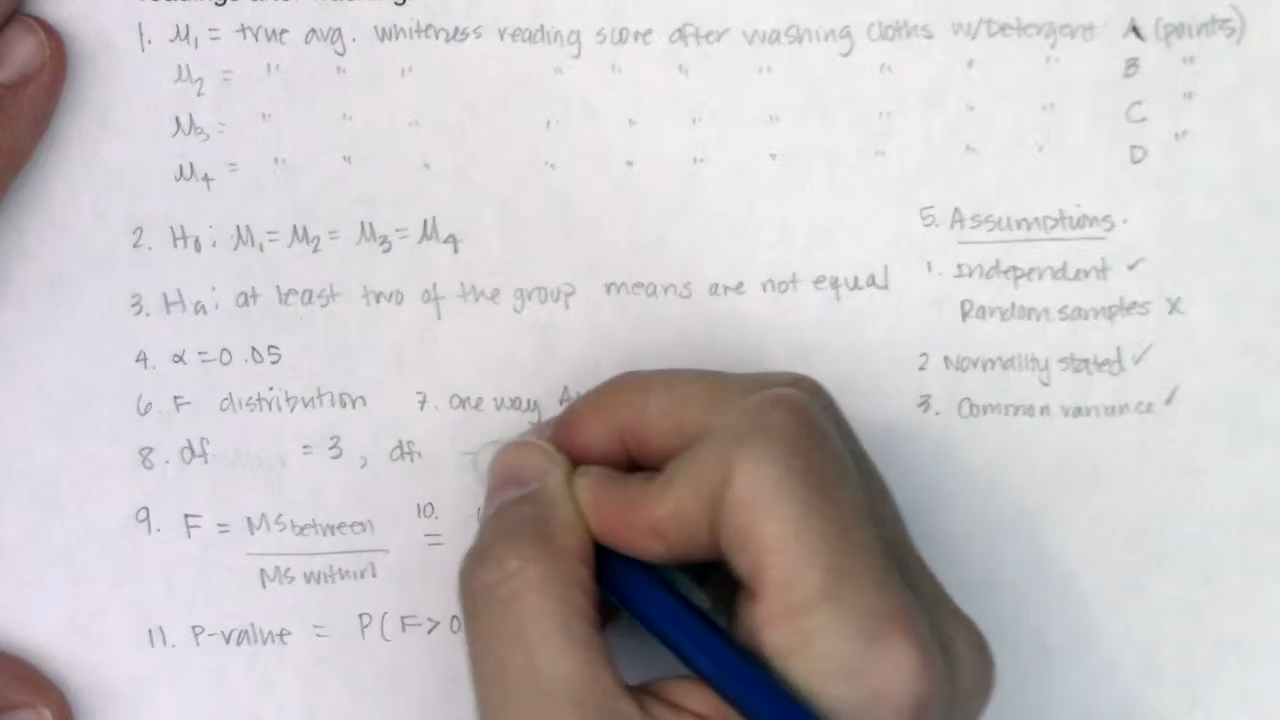 1. μ₁ = true avg. whiteness reading score after washing cloths w/Detergent A (points)
μ₂ = " " " " " " " " " " B "
μ₃ = " " " " " " " " " " C "
μ₄ = " " " " " " " " " " D "
2. H₀: μ₁ = μ₂ = μ₃ = μ₄
3. Ha: at least two of the group means are not equal
4. α = 0.05
6. F distribution 7. one way
8. df = 3, df
9. F = MS between / MS within 10. =
11. P-value = P(F > 0
5. Assumptions.
1. Independent ✓
Random samples x
2 Normality stated ✓
3. Common variance ✓